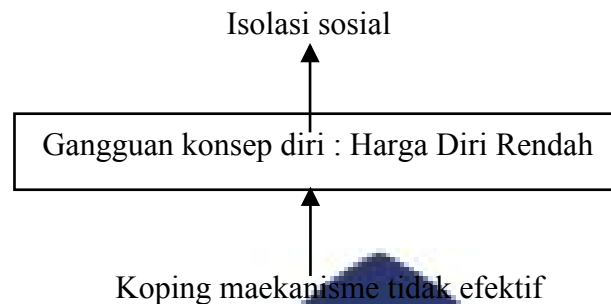 Isolasi sosial
Gangguan konsep diri : Harga Diri Rendah
Koping maekanisme tidak efektif